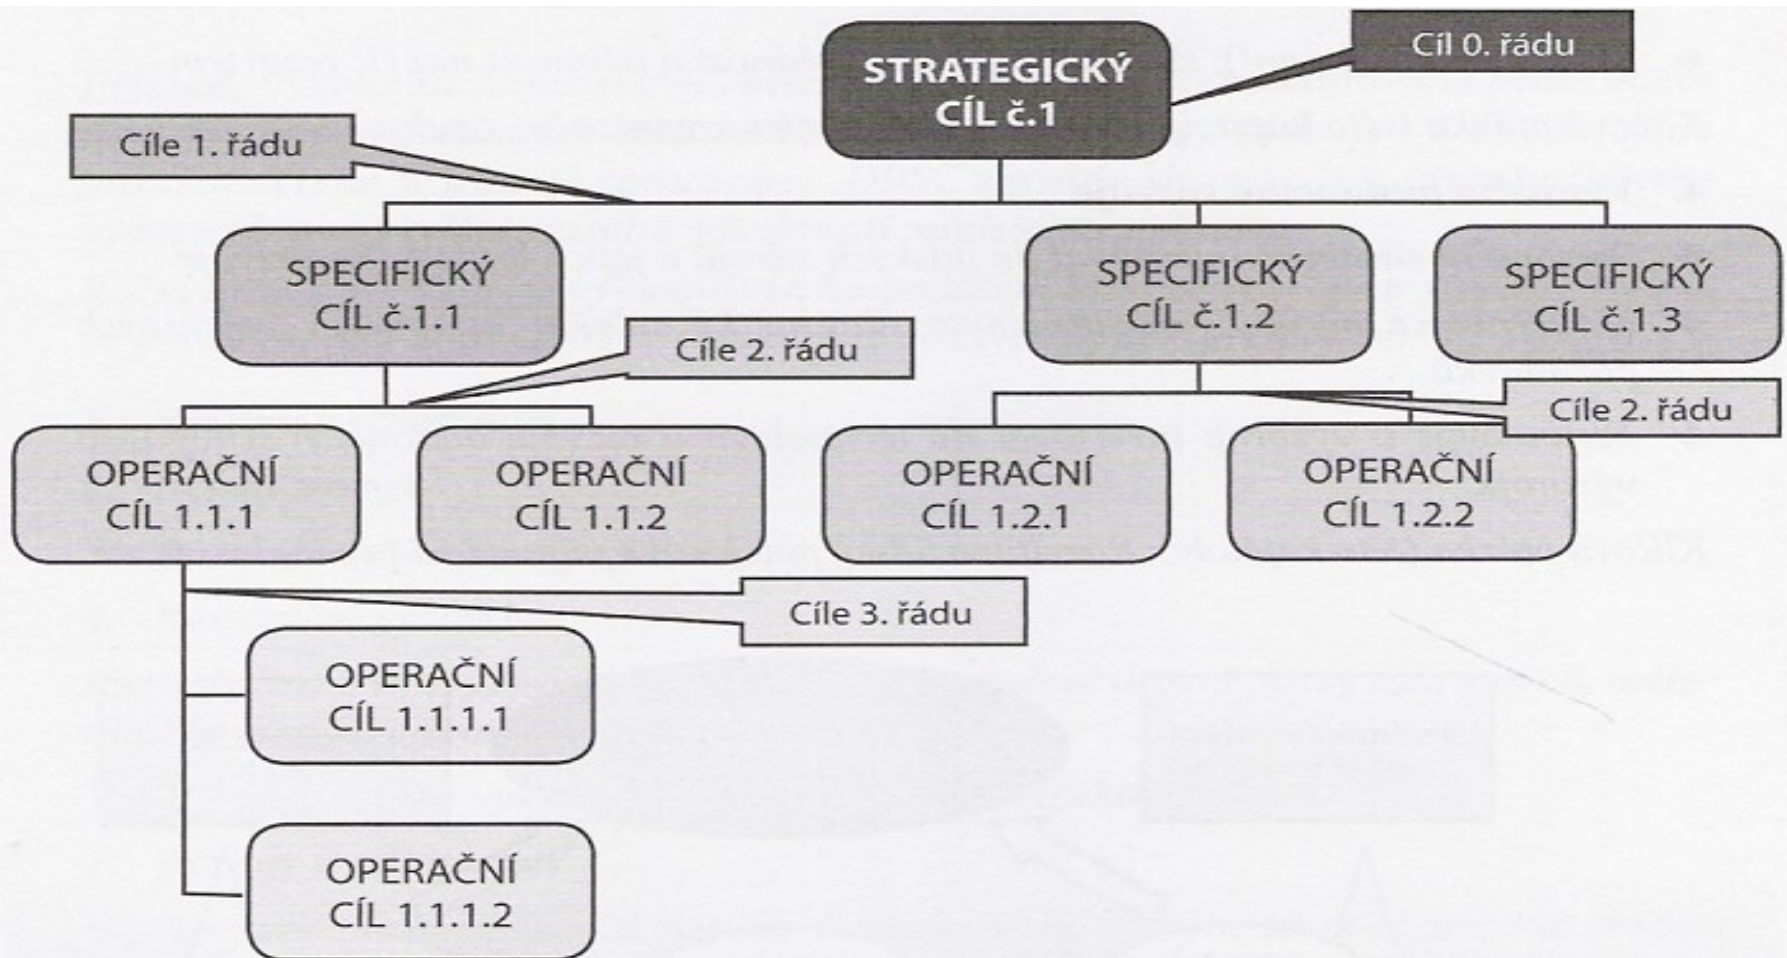 STRATEGICKÝ
CÍL č.1
Cíl 0. řádu
Cíle 1. řádu
SPECIFICKÝ
CÍL č.1.1
SPECIFICKÝ
CÍL č.1.2
SPECIFICKÝ
CÍL č.1.3
Cíle 2. řádu
Cíle 2. řádu
OPERAČNÍ
CÍL 1.1.1
OPERAČNÍ
CÍL 1.1.2
OPERAČNÍ
CÍL 1.2.1
OPERAČNÍ
CÍL 1.2.2
Cíle 3. řádu
OPERAČNÍ
CÍL 1.1.1.1
OPERAČNÍ
CÍL 1.1.1.2